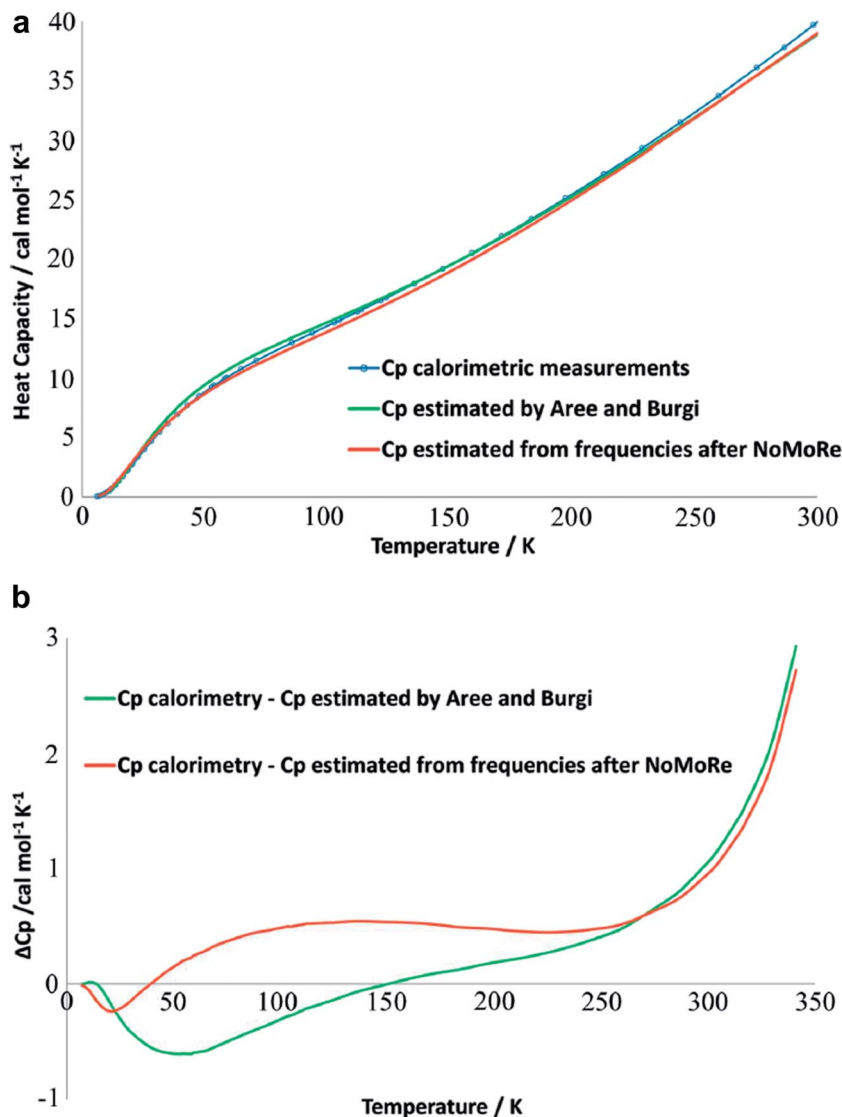 a
40
35
30
25
20
15
10
5
0
Heat Capacity / cal mol⁻¹ K⁻¹
Cp calorimetric measurements
Cp estimated by Aree and Burgi
Cp estimated from frequencies after NoMoRe
0 50 100 150 200 250 300
Temperature / K
b
3
2
1
0
-1
ΔCp /cal mol⁻¹ K⁻¹
Cp calorimetry - Cp estimated by Aree and Burgi
Cp calorimetry - Cp estimated from frequencies after NoMoRe
0 50 100 150 200 250 300 350
Temperature / K